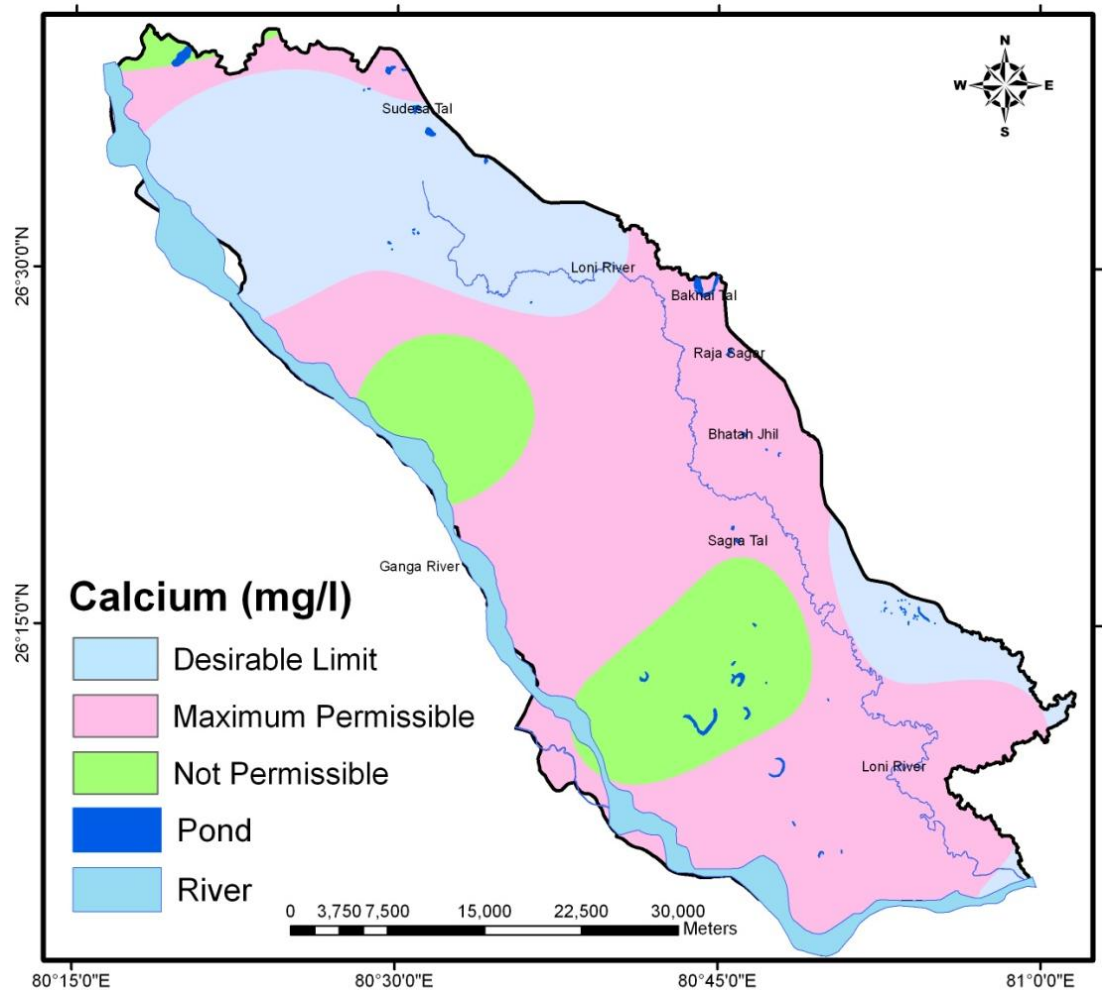 N
W E
S
Sudesa Tal
Loni River
Baknai Tal
Raja Sagar
Bhatah Jhil
Sagra Tal
Ganga River
Loni River
Calcium (mg/l)
Desirable Limit
Maximum Permissible
Not Permissible
Pond
River
0 3,750 7,500 15,000 22,500 30,000
Meters
26°30'0"N
26°15'0"N
80°15'0"E 80°30'0"E 80°45'0"E 81°0'0"E